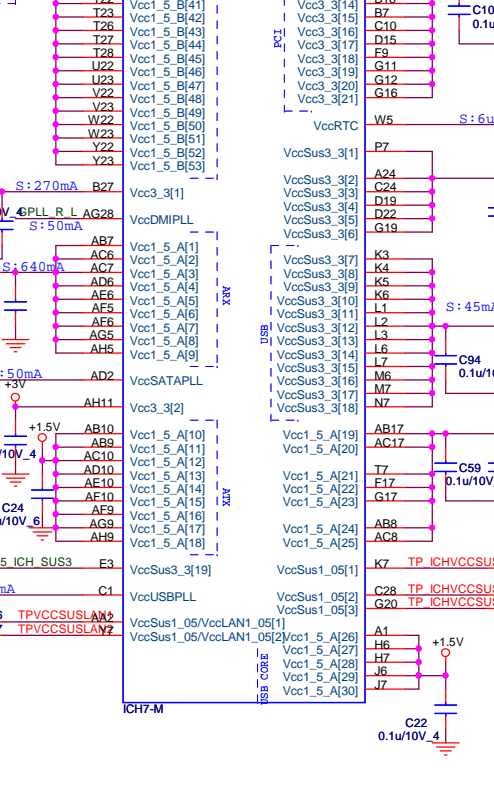 T22 Vcc1_5_B[41] Vcc3_3[14] D10
T23 Vcc1_5_B[42] Vcc3_3[15] B7
T26 Vcc1_5_B[43] Vcc3_3[16] C10
T27 Vcc1_5_B[44] Vcc3_3[17] D15
T28 Vcc1_5_B[45] Vcc3_3[18] F9
U22 Vcc1_5_B[46] Vcc3_3[19] G11
U23 Vcc1_5_B[47] Vcc3_3[20] G12
V22 Vcc1_5_B[48] Vcc3_3[21] G16
V23 Vcc1_5_B[49]
W22 Vcc1_5_B[50]
W23 Vcc1_5_B[51]
Y22 Vcc1_5_B[52]
Y23 Vcc1_5_B[53]
PCI
C10
0.1u
VccRTC W5 S:6u
VccSus3_3[1] P7
VccSus3_3[2] A24
VccSus3_3[3] C24
VccSus3_3[4] D19
VccSus3_3[5] D22
VccSus3_3[6] G19
S:270mA B27 Vcc3_3[1]
V_4
GPLL_R_L AG28 VccDMIPLL
S:50mA
S:640mA
AB7 Vcc1_5_A[1]
AC6 Vcc1_5_A[2]
AC7 Vcc1_5_A[3]
AD6 Vcc1_5_A[4]
AE6 Vcc1_5_A[5]
AF5 Vcc1_5_A[6]
AF6 Vcc1_5_A[7]
AG5 Vcc1_5_A[8]
AH5 Vcc1_5_A[9]
ARX
USB
VccSus3_3[7] K3
VccSus3_3[8] K4
VccSus3_3[9] K5
VccSus3_3[10] K6
VccSus3_3[11] L1
VccSus3_3[12] L2
VccSus3_3[13] L3
VccSus3_3[14] L6
VccSus3_3[15] L7
VccSus3_3[16] M6
VccSus3_3[17] M7
VccSus3_3[18] N7
S:45mA
C94
0.1u/10
:50mA AD2 VccSATAPLL
+3V
AH11 Vcc3_3[2]
+1.5V
0V_4
AB10 Vcc1_5_A[10]
AB9 Vcc1_5_A[11]
AC10 Vcc1_5_A[12]
AD10 Vcc1_5_A[13]
AE10 Vcc1_5_A[14]
AF10 Vcc1_5_A[15]
AF9 Vcc1_5_A[16]
AG9 Vcc1_5_A[17]
AH9 Vcc1_5_A[18]
ATX
C24
u/10V_6
Vcc1_5_A[19] AB17
Vcc1_5_A[20] AC17
Vcc1_5_A[21] T7
Vcc1_5_A[22] F17
Vcc1_5_A[23] G17
Vcc1_5_A[24] AB8
Vcc1_5_A[25] AC8
C59
0.1u/10V_
5_ICH_SUS3 E3 VccSus3_3[19] VccSus1_05[1] K7 TP_ICHVCCSUS
mA C1 VccUSBPLL VccSus1_05[2] C28 TP_ICHVCCSUS
VccSus1_05[3] G20 TP_ICHVCCSUS
6 TPVCCSUSLAN1 AA2 VccSus1_05/VccLAN1_05[1]
7 TPVCCSUSLAN2 Y2 VccSus1_05/VccLAN1_05[2]
USB CORE
Vcc1_5_A[26] A1
Vcc1_5_A[27] H6
Vcc1_5_A[28] H7
Vcc1_5_A[29] J6
Vcc1_5_A[30] J7
+1.5V
ICH7-M
C22
0.1u/10V_4